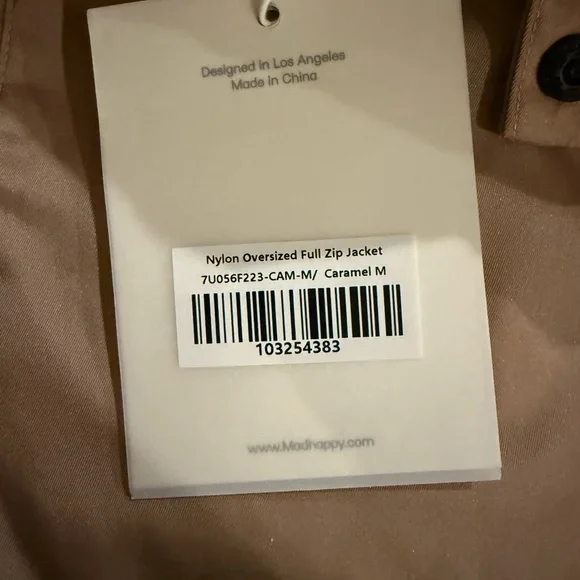 Designed in Los Angeles
Made in China
Nylon Oversized Full Zip Jacket
7U056F223-CAM-M/ Caramel M
103254383
www.Madhappy.com